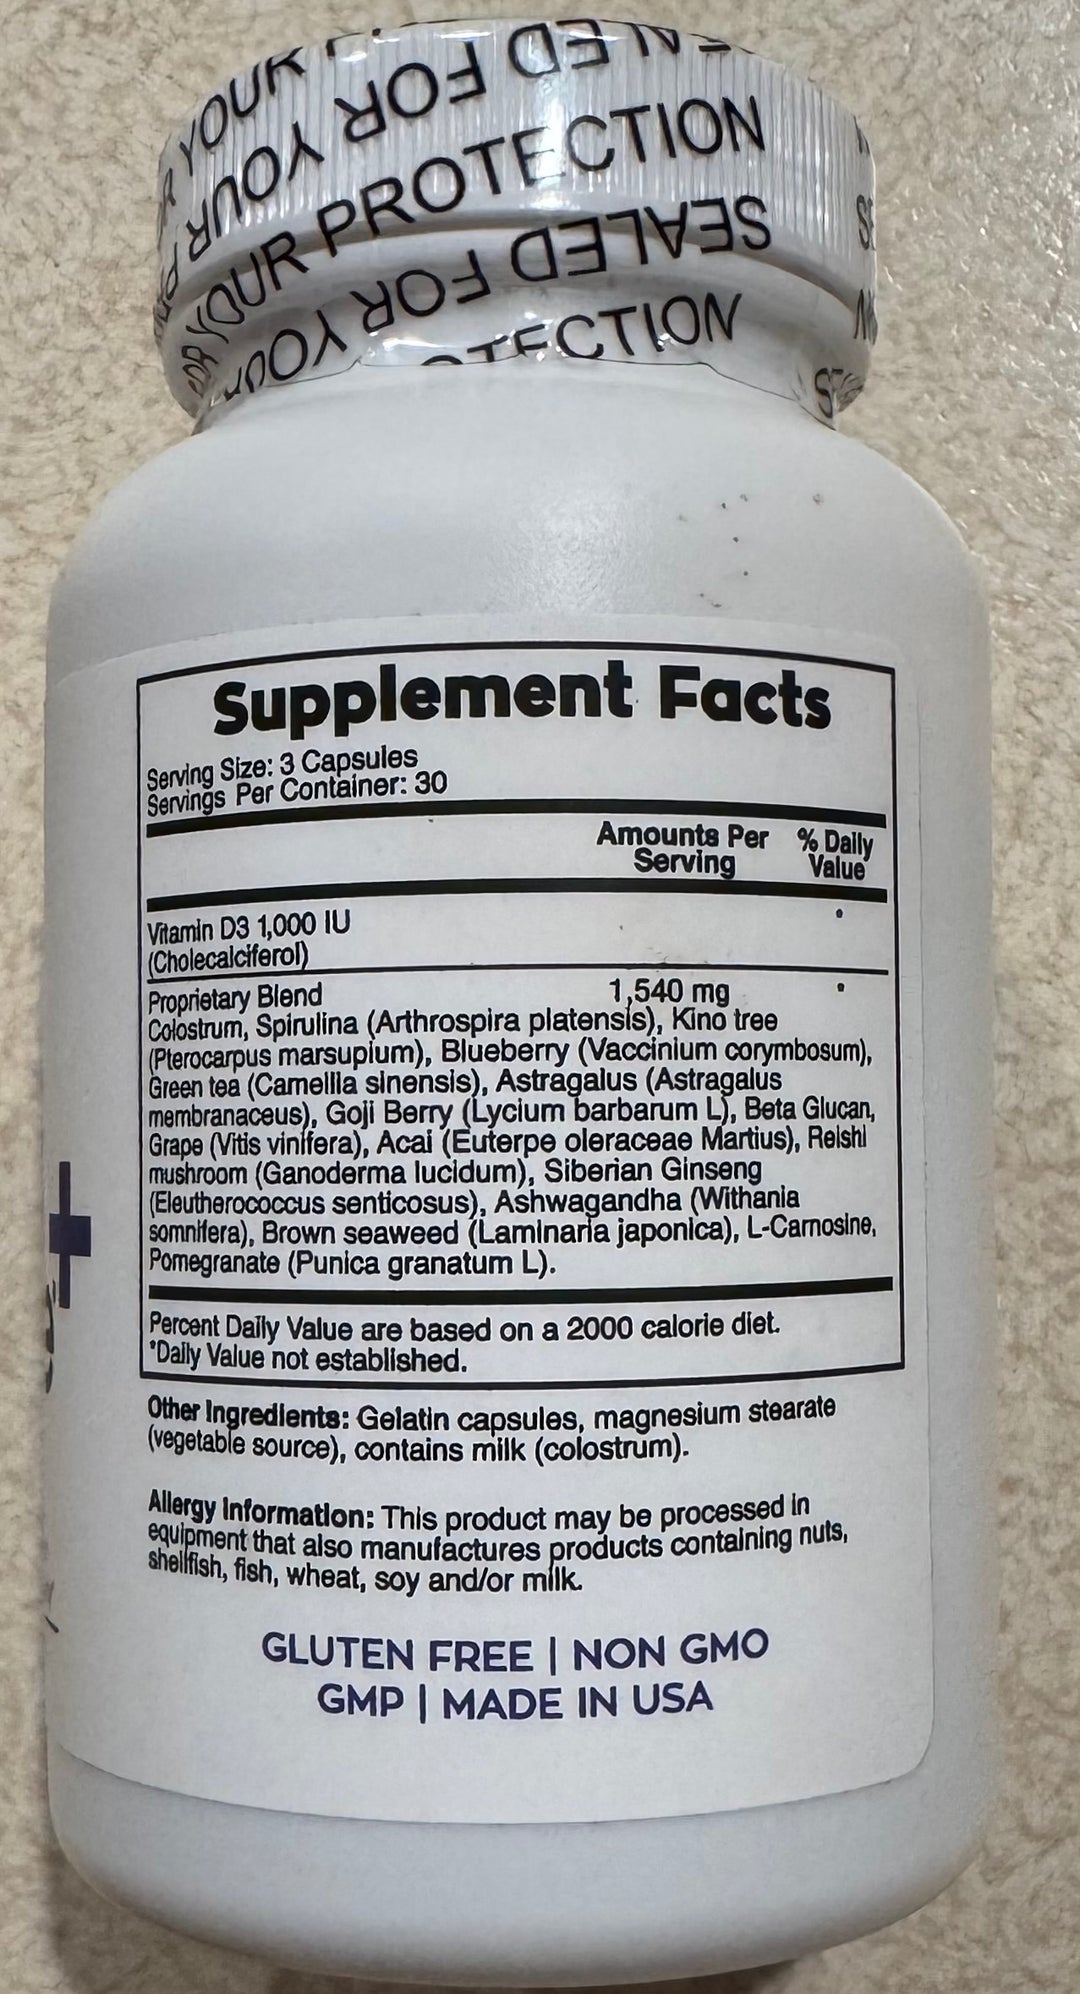 YOUR
SEALED FOR YOUR
YOUR PROTECTION
SEALED FOR YOUR
Supplement Facts
Serving Size: 3 Capsules
Servings Per Container: 30
Amounts Per % Daily
Serving Value
Vitamin D3 1,000 IU *
(Cholecalciferol)
Proprietary Blend 1,540 mg *
Colostrum, Spirulina (Arthrospira platensis), Kino tree
(Pterocarpus marsupium), Blueberry (Vaccinium corymbosum),
Green tea (Camellia sinensis), Astragalus (Astragalus
membranaceus), Goji Berry (Lycium barbarum L), Beta Glucan,
Grape (Vitis vinifera), Acai (Euterpe oleraceae Martius), Reishi
mushroom (Ganoderma lucidum), Siberian Ginseng
(Eleutherococcus senticosus), Ashwagandha (Withania
somnifera), Brown seaweed (Laminaria japonica), L-Carnosine,
Pomegranate (Punica granatum L).
Percent Daily Value are based on a 2000 calorie diet.
*Daily Value not established.
Other Ingredients: Gelatin capsules, magnesium stearate
(vegetable source), contains milk (colostrum).
Allergy Information: This product may be processed in
equipment that also manufactures products containing nuts,
shellfish, fish, wheat, soy and/or milk.
GLUTEN FREE | NON GMO
GMP | MADE IN USA